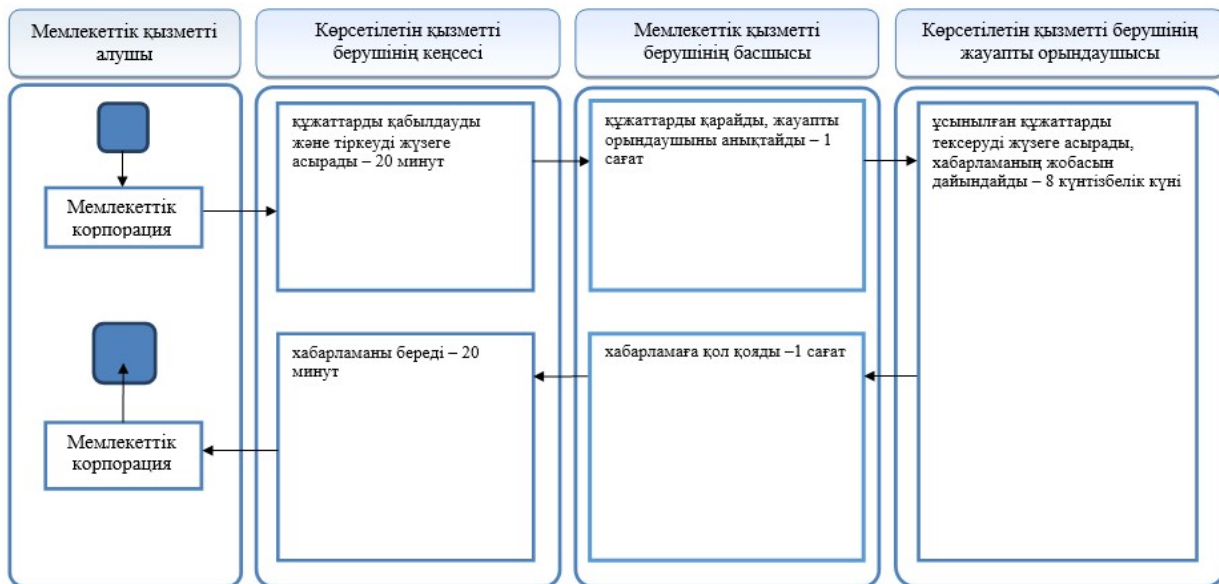 Мемлекеттік қызметті
алушы
Көрсетілетін қызметті
берушінің кеңсесі
Мемлекеттік қызметті
берушінің басшысы
Көрсетілетін қызметті берушінің
жауапты орындаушысы
Мемлекеттік
корпорация
құжаттарды қабылдауды
және тіркеуді жүзеге
асырады – 20 минут
құжаттарды қарайды, жауапты
орындаушыны анықтайды – 1
сағат
ұсынылған құжаттарды
тексеруді жүзеге асырады,
хабарламаның жобасын
дайындайды – 8 күнтізбелік күні
хабарламаға қол қояды –1 сағат
хабарламаны береді – 20
минут
Мемлекеттік
корпорация